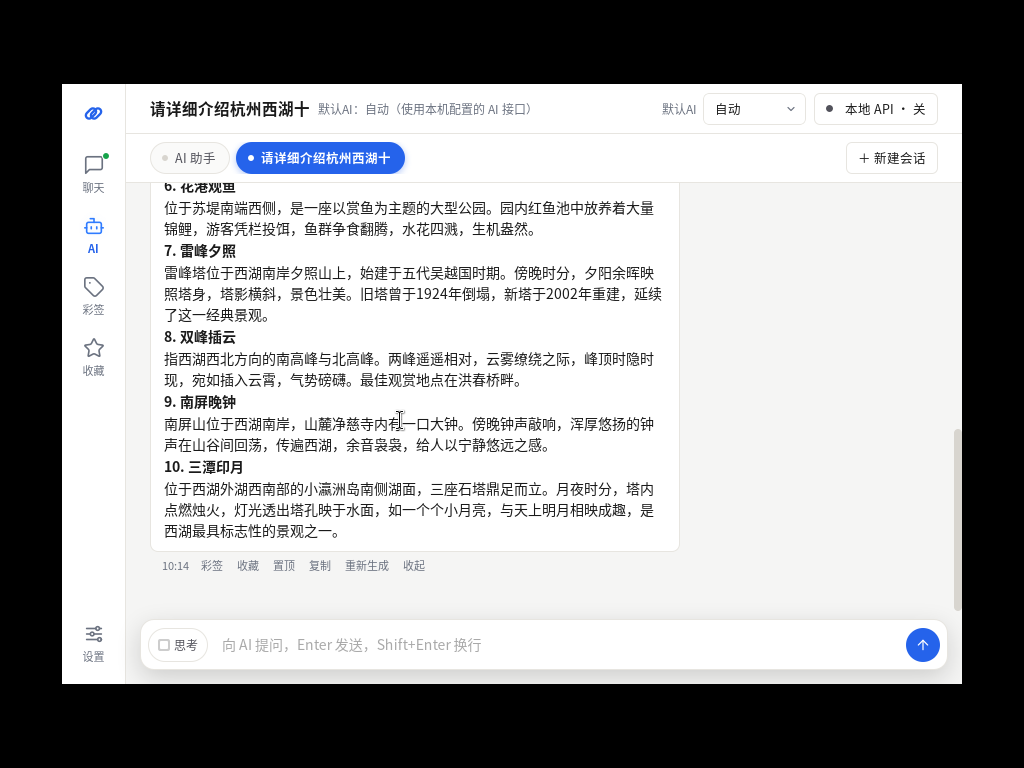 请详细介绍杭州西湖十
默认AI：自动（使用本机配置的 AI 接口）
默认AI
自动
本地 API · 关
聊天
AI
彩签
收藏
设置
AI 助手
请详细介绍杭州西湖十
＋ 新建会话
6. 花港观鱼
位于苏堤南端西侧，是一座以赏鱼为主题的大型公园。园内红鱼池中放养着大量
锦鲤，游客凭栏投饵，鱼群争食翻腾，水花四溅，生机盎然。
7. 雷峰夕照
雷峰塔位于西湖南岸夕照山上，始建于五代吴越国时期。傍晚时分，夕阳余晖映
照塔身，塔影横斜，景色壮美。旧塔曾于1924年倒塌，新塔于2002年重建，延续
了这一经典景观。
8. 双峰插云
指西湖西北方向的南高峰与北高峰。两峰遥遥相对，云雾缭绕之际，峰顶时隐时
现，宛如插入云霄，气势磅礴。最佳观赏地点在洪春桥畔。
9. 南屏晚钟
南屏山位于西湖南岸，山麓净慈寺内有一口大钟。傍晚钟声敲响，浑厚悠扬的钟
声在山谷间回荡，传遍西湖，余音袅袅，给人以宁静悠远之感。
10. 三潭印月
位于西湖外湖西南部的小瀛洲岛南侧湖面，三座石塔鼎足而立。月夜时分，塔内
点燃烛火，灯光透出塔孔映于水面，如一个个小月亮，与天上明月相映成趣，是
西湖最具标志性的景观之一。
10:14 彩签 收藏 置顶 复制 重新生成 收起
思考
向 AI 提问，Enter 发送，Shift+Enter 换行